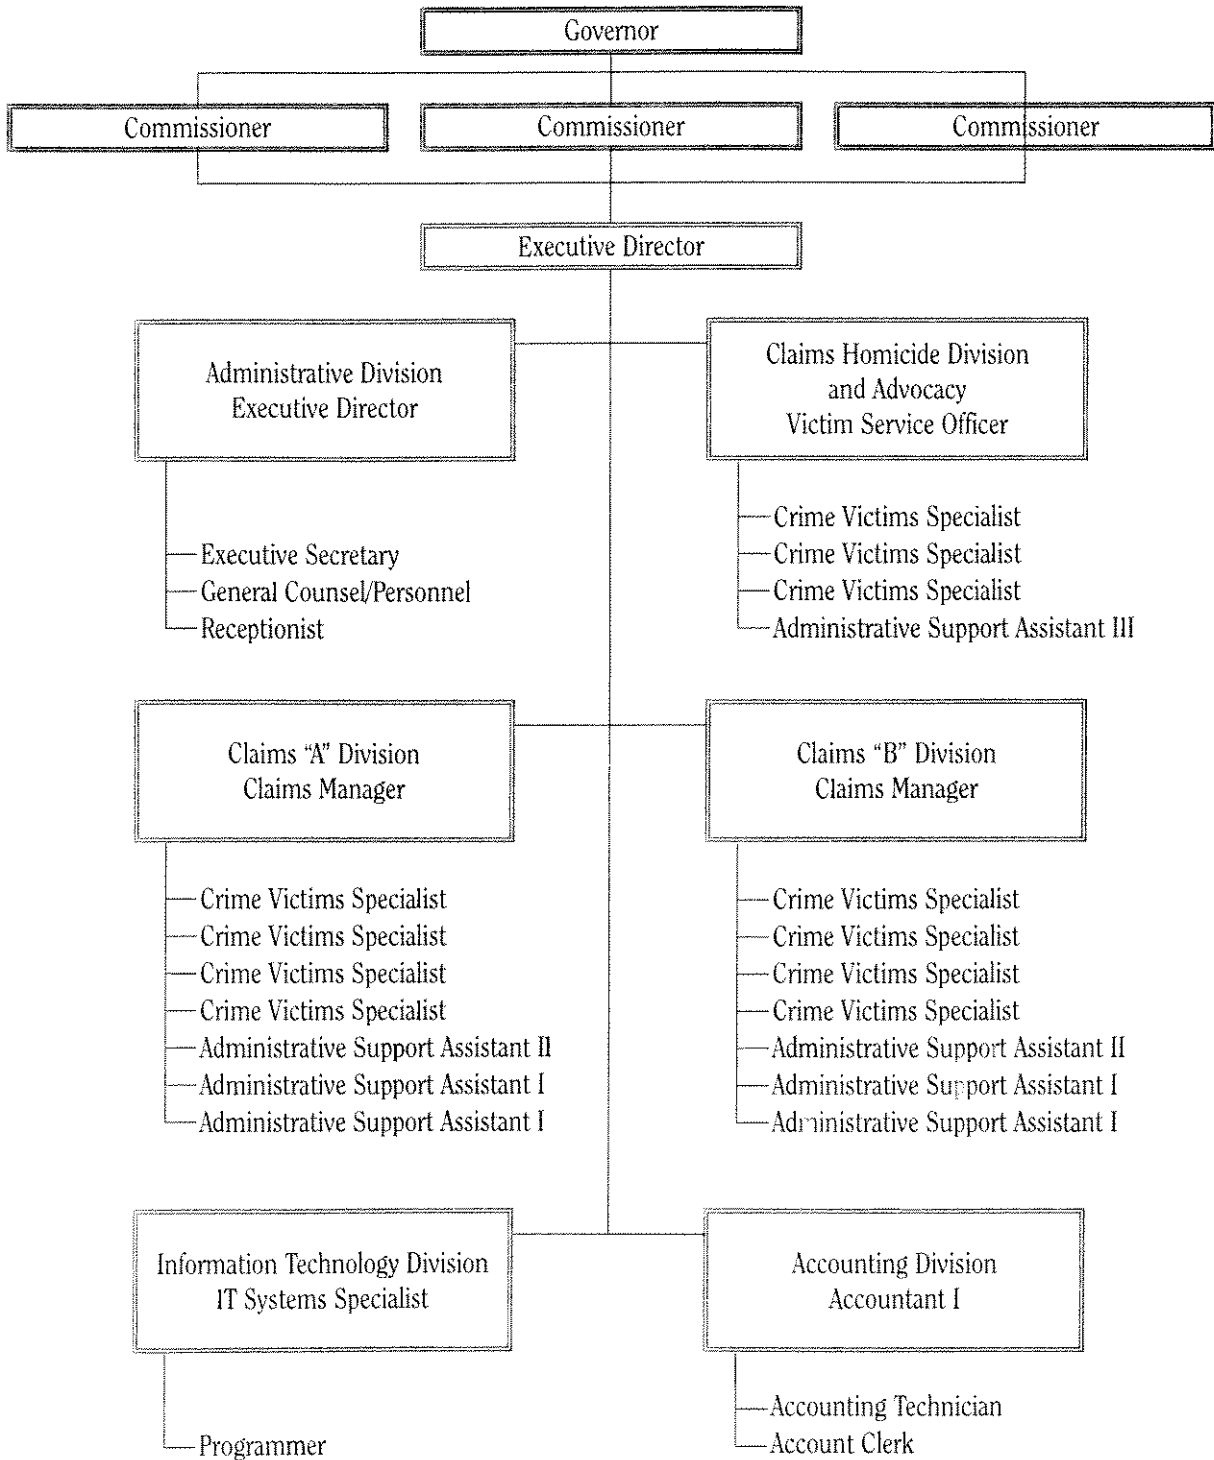 Governor
Commissioner
Commissioner
Commissioner
Executive Director
Administrative Division
Executive Director
Executive Secretary
General Counsel/Personnel
Receptionist
Claims Homicide Division
and Advocacy
Victim Service Officer
Crime Victims Specialist
Crime Victims Specialist
Crime Victims Specialist
Administrative Support Assistant III
Claims "A" Division
Claims Manager
Crime Victims Specialist
Crime Victims Specialist
Crime Victims Specialist
Crime Victims Specialist
Administrative Support Assistant II
Administrative Support Assistant I
Administrative Support Assistant I
Claims "B" Division
Claims Manager
Crime Victims Specialist
Crime Victims Specialist
Crime Victims Specialist
Crime Victims Specialist
Administrative Support Assistant II
Administrative Support Assistant I
Administrative Support Assistant I
Information Technology Division
IT Systems Specialist
Programmer
Accounting Division
Accountant I
Accounting Technician
Account Clerk